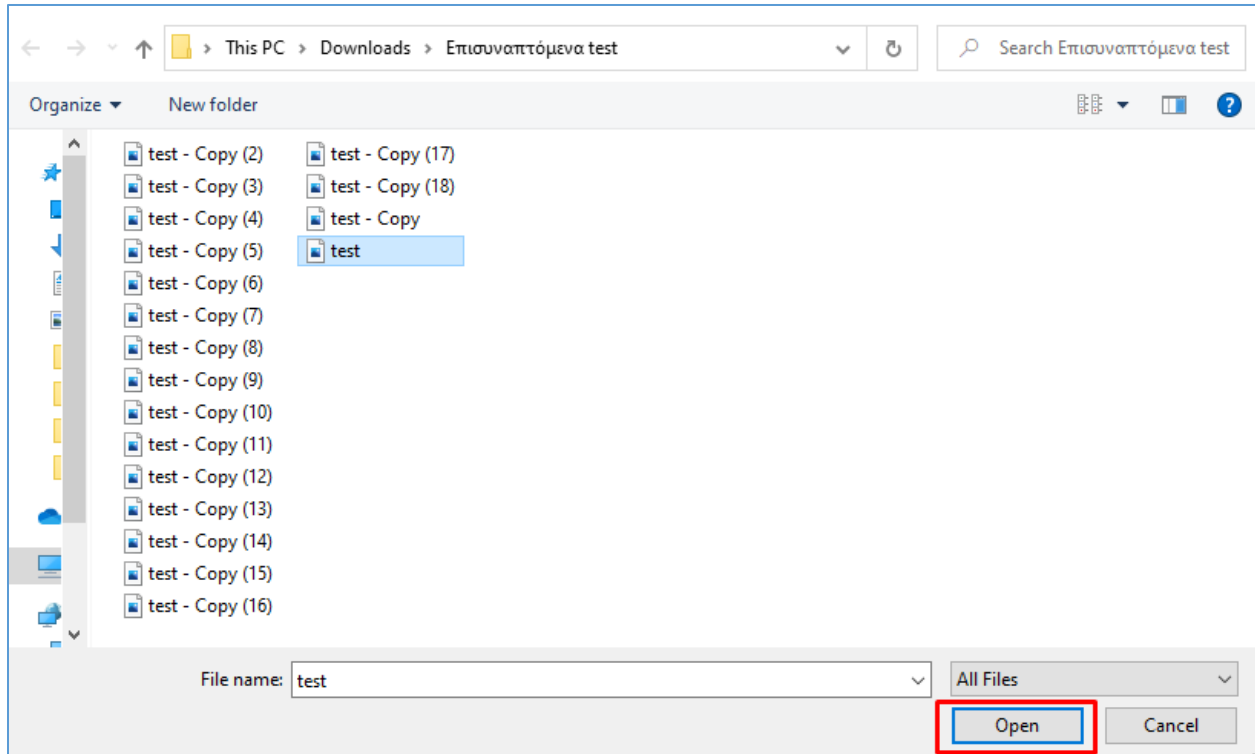 This PC > Downloads > Επισυναπτόμενα test
Search Επισυναπτόμενα test
Organize
New folder
test - Copy (2)
test - Copy (3)
test - Copy (4)
test - Copy (5)
test - Copy (6)
test - Copy (7)
test - Copy (8)
test - Copy (9)
test - Copy (10)
test - Copy (11)
test - Copy (12)
test - Copy (13)
test - Copy (14)
test - Copy (15)
test - Copy (16)
test - Copy (17)
test - Copy (18)
test - Copy
test
File name: test
All Files
Open
Cancel